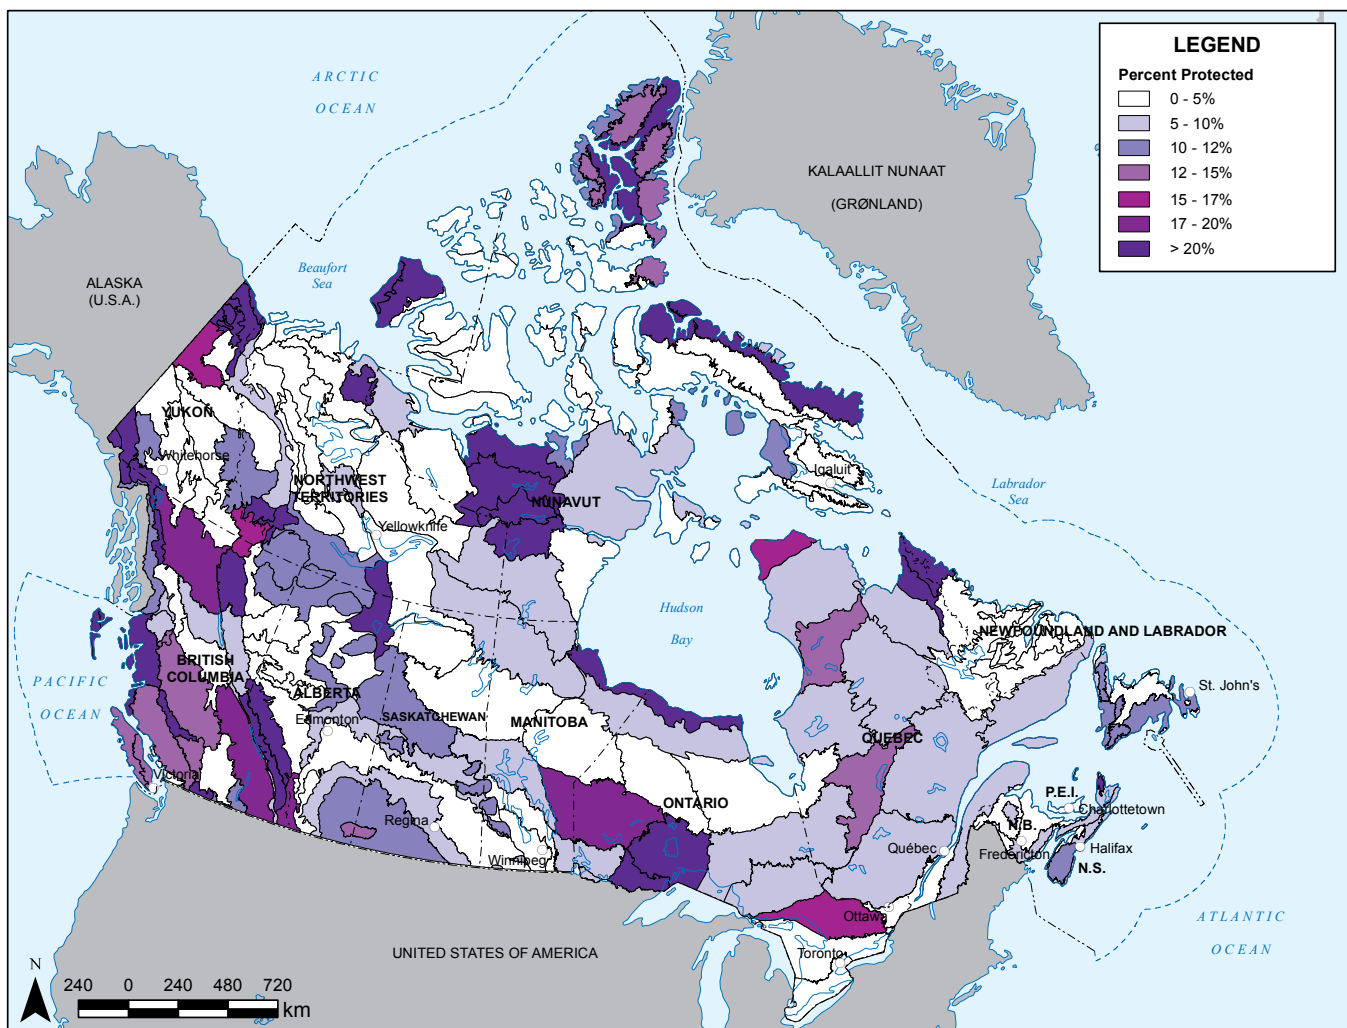 LEGEND
Percent Protected
0 - 5%
5 - 10%
10 - 12%
12 - 15%
15 - 17%
17 - 20%
> 20%
ARCTIC
OCEAN
KALAALLIT NUNAAT
(GRØNLAND)
Beaufort
Sea
ALASKA
(U.S.A.)
YUKON
Whitehorse
NORTHWEST
TERRITORIES
NUNAVUT
Iqaluit
Labrador
Sea
Yellowknife
Hudson
Bay
NEWFOUNDLAND AND LABRADOR
St. John's
BRITISH
COLUMBIA
PACIFIC
OCEAN
ALBERTA
Edmonton
SASKATCHEWAN
MANITOBA
QUEBEC
Victoria
ONTARIO
P.E.I.
Charlottetown
Regina
N.B.
Winnipeg
Québec
Fredericton
Halifax
N.S.
Ottawa
ATLANTIC
OCEAN
UNITED STATES OF AMERICA
Toronto
N
240 0 240 480 720
km